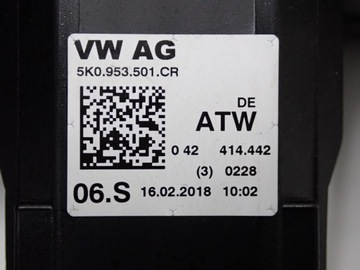 VW AG
5K0.953.501.CR
DE
ATW
0 42 414.442
(3) 0228
06.S 16.02.2018 10:02